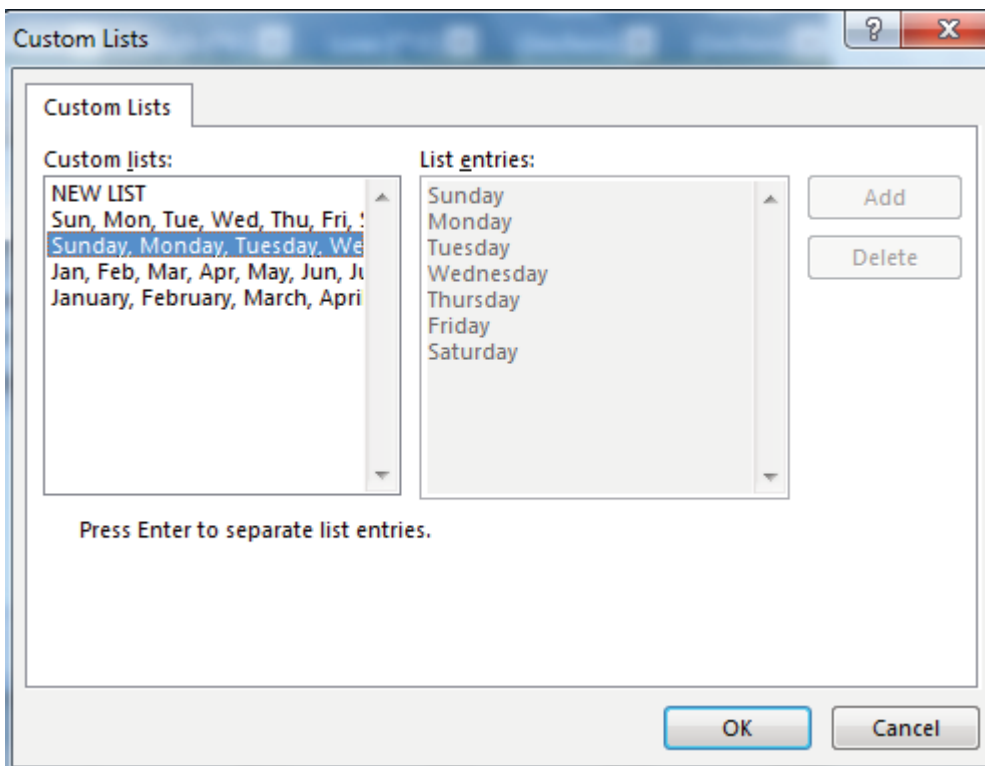 Custom Lists
Custom Lists
Custom lists:
NEW LIST
Sun, Mon, Tue, Wed, Thu, Fri,
Sunday, Monday, Tuesday, We
Jan, Feb, Mar, Apr, May, Jun, Ju
January, February, March, Apri
List entries:
Sunday
Monday
Tuesday
Wednesday
Thursday
Friday
Saturday
Add
Delete
Press Enter to separate list entries.
OK
Cancel